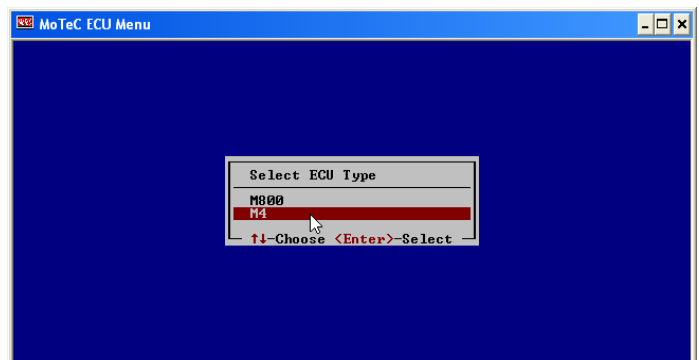 MoTeC ECU Menu
Select ECU Type
M800
M4
↑↓-Choose <Enter>-Select